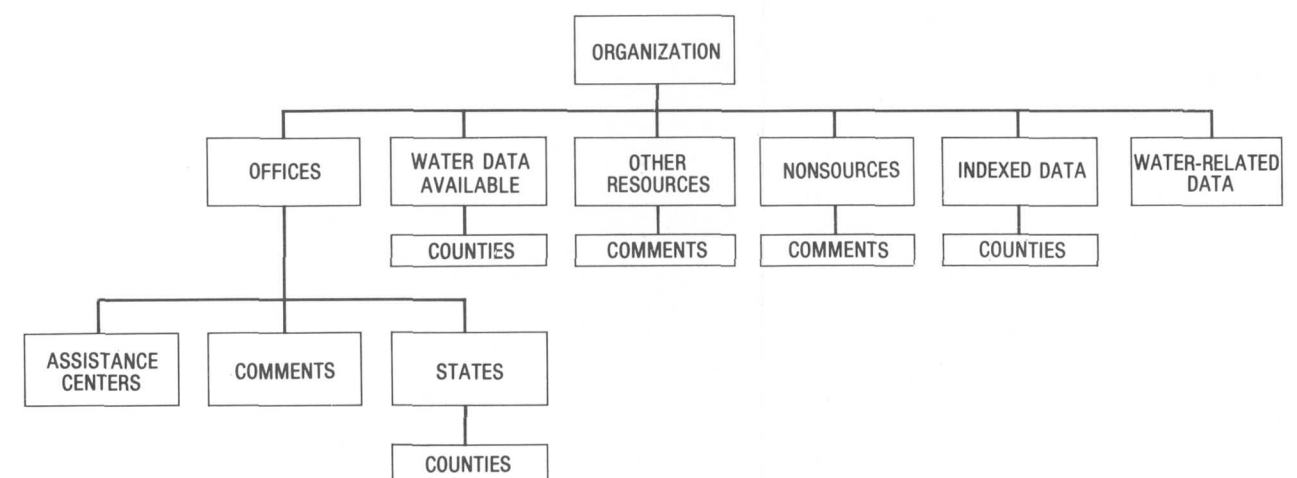 ORGANIZATION
OFFICES
WATER DATA
AVAILABLE
OTHER
RESOURCES
NONSOURCES
INDEXED DATA
WATER-RELATED
DATA
COUNTIES
COMMENTS
COMMENTS
COUNTIES
ASSISTANCE
CENTERS
COMMENTS
STATES
COUNTIES